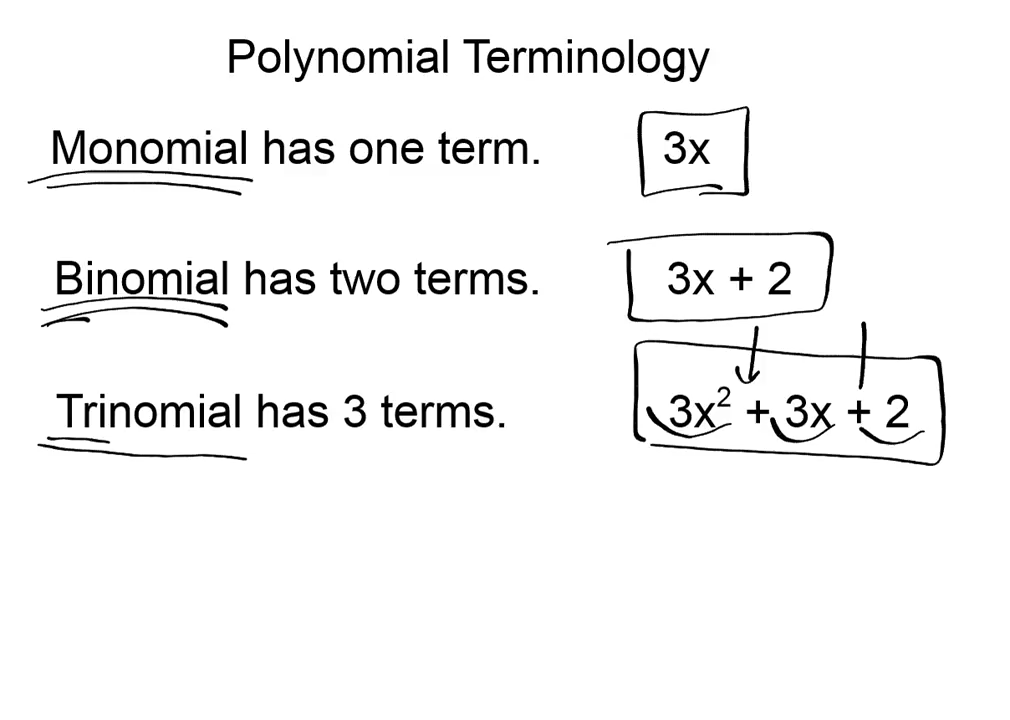 Polynomial Terminology
Monomial has one term. 3x
Binomial has two terms. 3x + 2
Trinomial has 3 terms. 3x² + 3x + 2